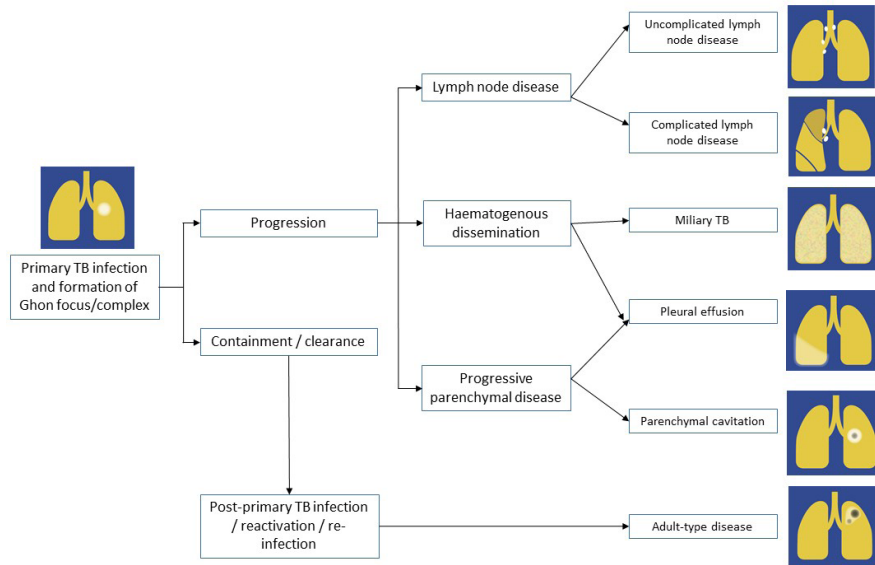 Uncomplicated lymph
node disease
Lymph node disease
Complicated lymph
node disease
Haematogenous
dissemination
Miliary TB
Progression
Primary TB infection
and formation of
Ghon focus/complex
Pleural effusion
Containment / clearance
Progressive
parenchymal disease
Parenchymal cavitation
Post-primary TB infection
/ reactivation / re-
infection
Adult-type disease